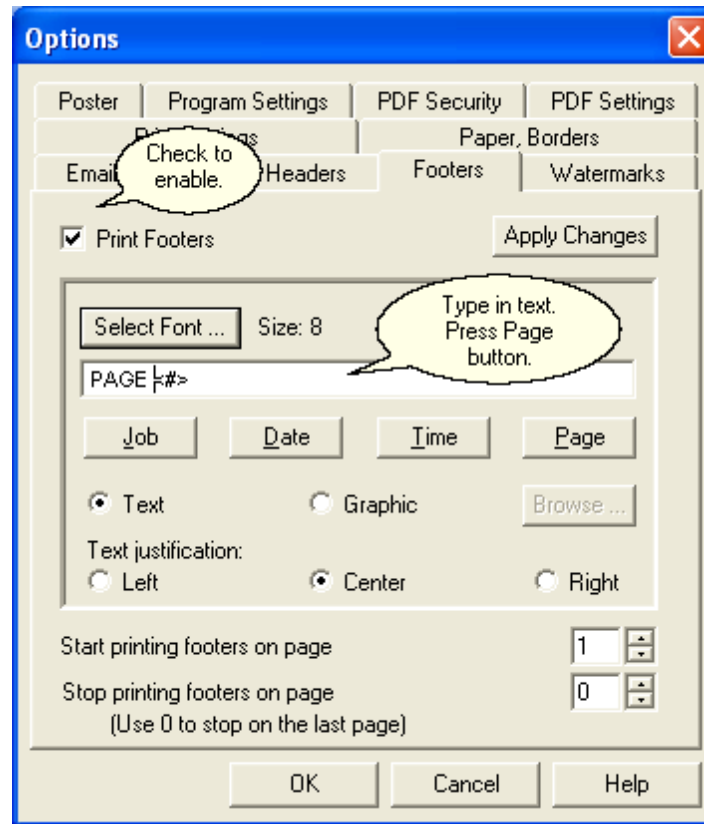 Options
Poster Program Settings PDF Security PDF Settings
Paper, Borders
Email Headers Footers Watermarks
Check to
enable.
Print Footers Apply Changes
Select Font ... Size: 8
Type in text.
Press Page
button.
PAGE <#>
Job Date Time Page
Text Graphic Browse ...
Text justification:
Left Center Right
Start printing footers on page 1
Stop printing footers on page 0
(Use 0 to stop on the last page)
OK Cancel Help